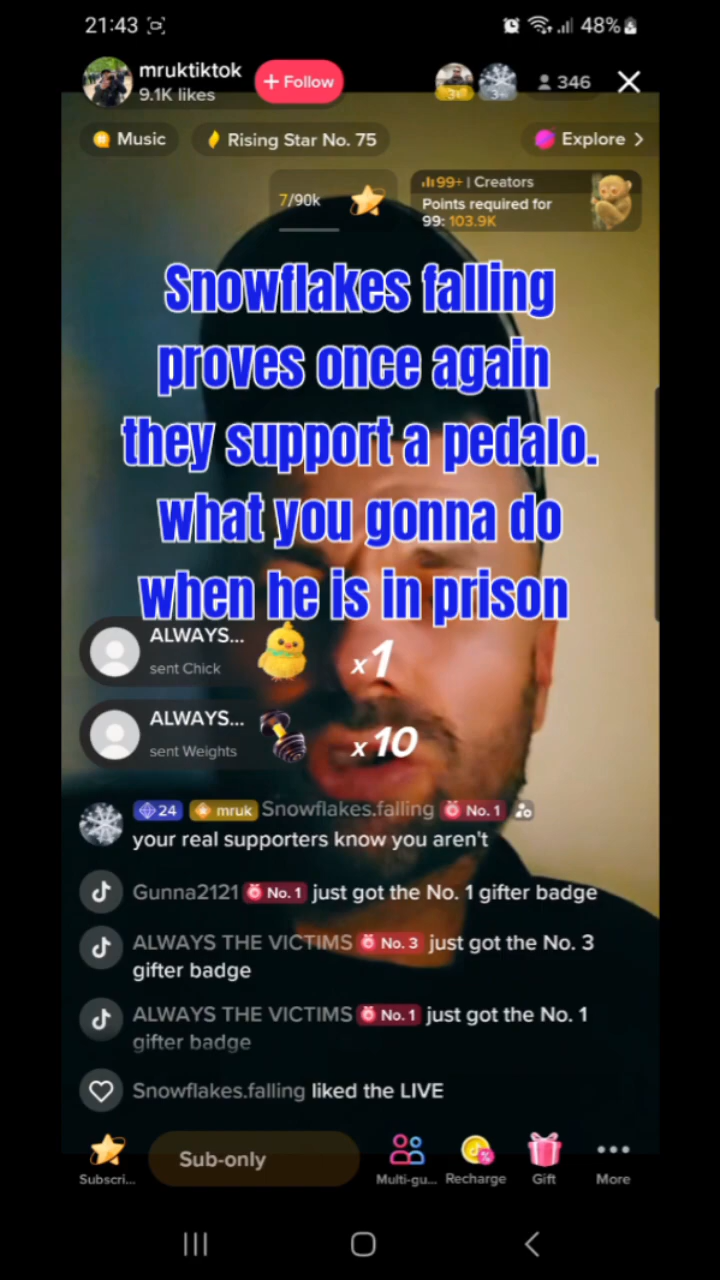 21:43
48%
mruktiktok
9.1K likes
+ Follow
346
Music
Rising Star No. 75
Explore >
7/90k
99+ | Creators
Points required for
99: 103.9K
Snowflakes falling
proves once again
they support a pedalo.
what you gonna do
when he is in prison
ALWAYS...
sent Chick
x1
ALWAYS...
sent Weights
x10
24 mruk Snowflakes.falling No. 1
your real supporters know you aren't
Gunna2121 No. 1 just got the No. 1 gifter badge
ALWAYS THE VICTIMS No. 3 just got the No. 3
gifter badge
ALWAYS THE VICTIMS No. 1 just got the No. 1
gifter badge
Snowflakes.falling liked the LIVE
Sub-only
Subscri...
Multi-gu...
Recharge
Gift
More